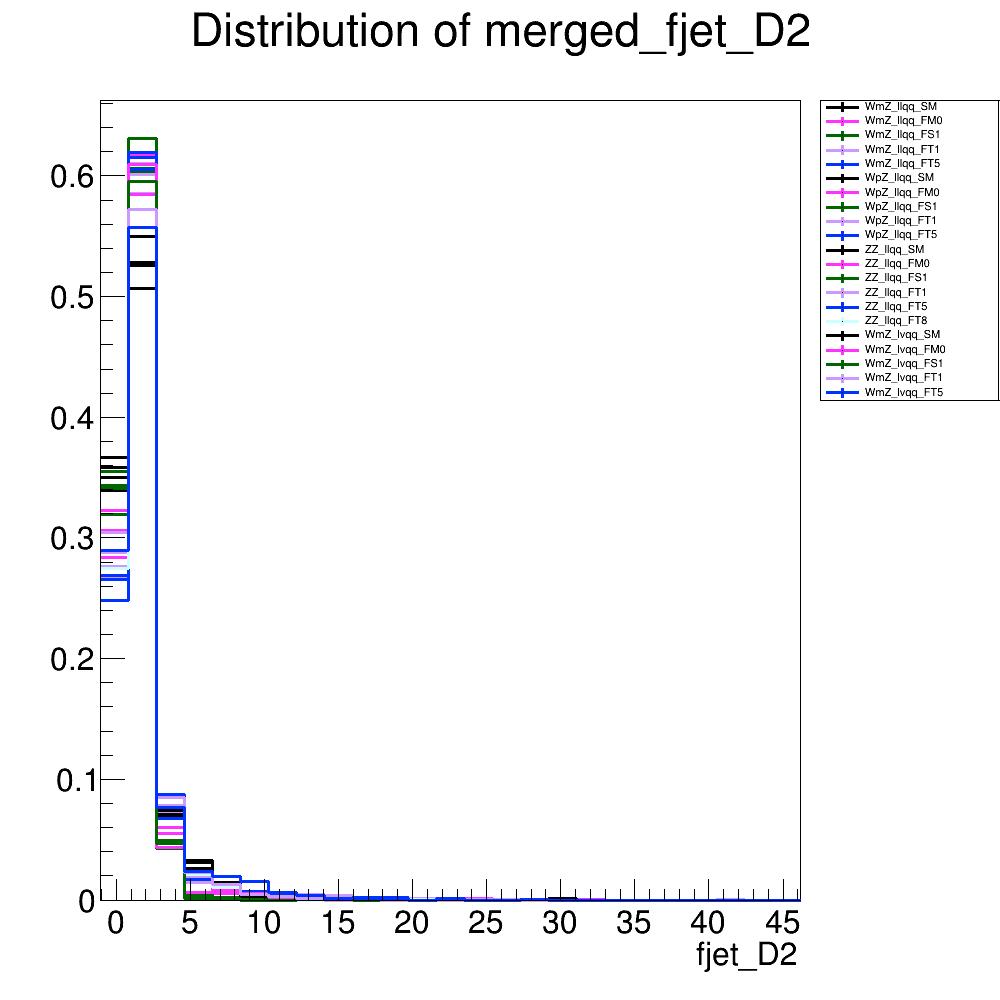 Distribution of merged_fjet_D2
WmZ_llqq_SM
WmZ_llqq_FM0
WmZ_llqq_FS1
WmZ_llqq_FT1
WmZ_llqq_FT5
WpZ_llqq_SM
WpZ_llqq_FM0
WpZ_llqq_FS1
WpZ_llqq_FT1
WpZ_llqq_FT5
ZZ_llqq_SM
ZZ_llqq_FM0
ZZ_llqq_FS1
ZZ_llqq_FT1
ZZ_llqq_FT5
ZZ_llqq_FT8
WmZ_lvqq_SM
WmZ_lvqq_FM0
WmZ_lvqq_FS1
WmZ_lvqq_FT1
WmZ_lvqq_FT5
0.6
0.5
0.4
0.3
0.2
0.1
0
0 5 10 15 20 25 30 35 40 45
fjet_D2